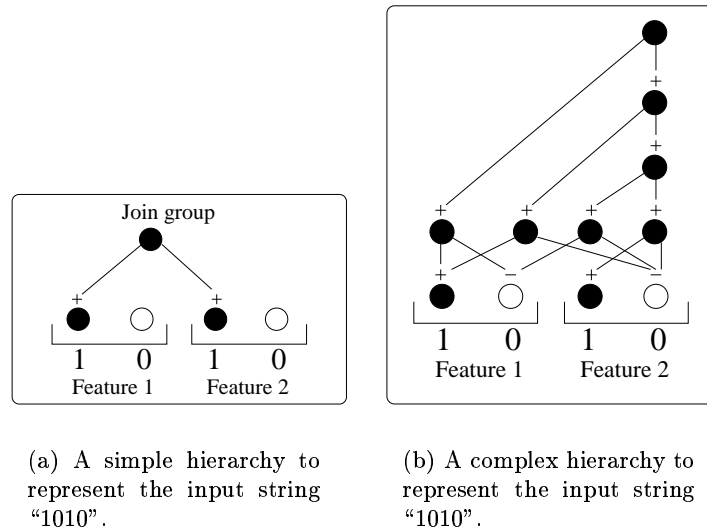 Join group
+ +
1 0 1 0
Feature 1 Feature 2
(a) A simple hierarchy to
represent the input string
“1010”.
+
+
+ + + +
+ − + −
1 0 1 0
Feature 1 Feature 2
(b) A complex hierarchy to
represent the input string
“1010”.